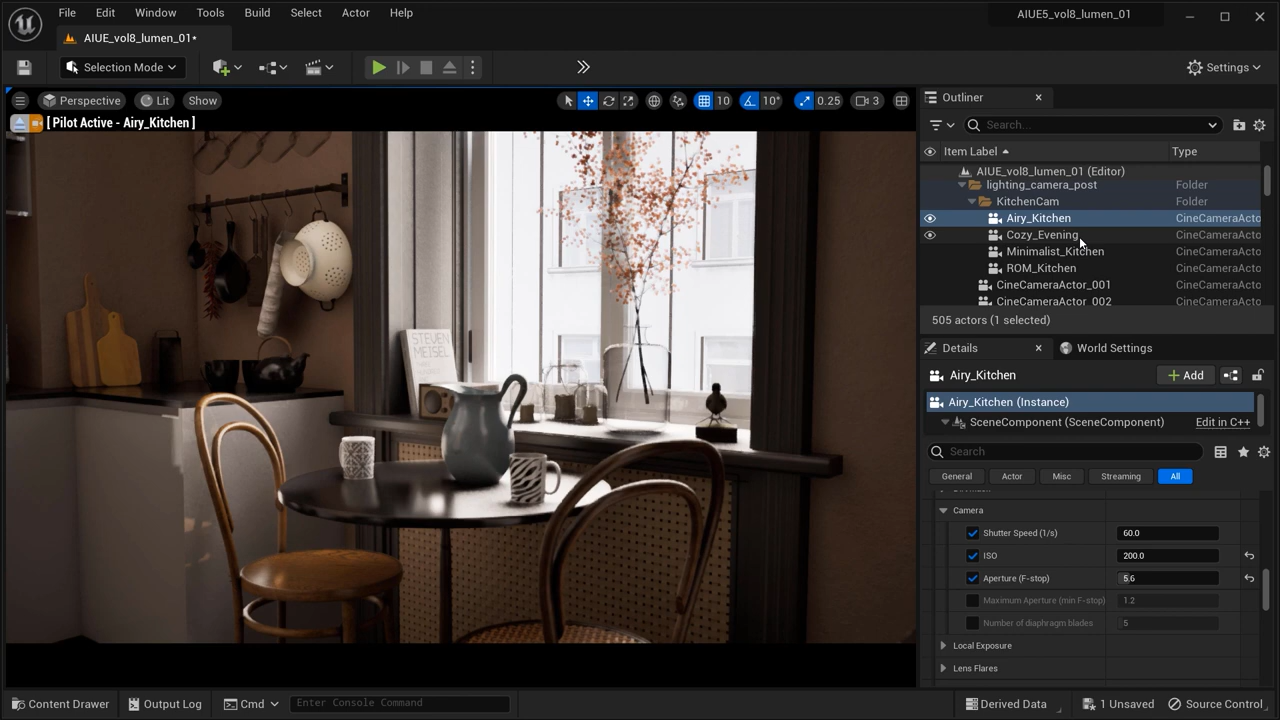 File Edit Window Tools Build Select Actor Help
AIUE5_vol8_lumen_01
AIUE_vol8_lumen_01*
Selection Mode
Settings
Perspective Lit Show
10 10° 0.25 3
[ Pilot Active - Airy_Kitchen ]
STEVEN
MEISEL
Outliner
Search...
Item Label Type
AIUE_vol8_lumen_01 (Editor)
lighting_camera_post Folder
KitchenCam Folder
Airy_Kitchen CineCameraActo
Cozy_Evening CineCameraActo
Minimalist_Kitchen CineCameraActo
ROM_Kitchen CineCameraActo
CineCameraActor_001 CineCameraActo
CineCameraActor_002 CineCameraActo
505 actors (1 selected)
Details World Settings
Airy_Kitchen
Add
Airy_Kitchen (Instance)
SceneComponent (SceneComponent) Edit in C++
Search
General Actor Misc Streaming All
Camera
Shutter Speed (1/s) 60.0
ISO 200.0
Aperture (F-stop) 5.6
Maximum Aperture (min F-stop) 1.2
Number of diaphragm blades 5
Local Exposure
Lens Flares
Content Drawer Output Log Cmd Enter Console Command
Derived Data 1 Unsaved Source Control